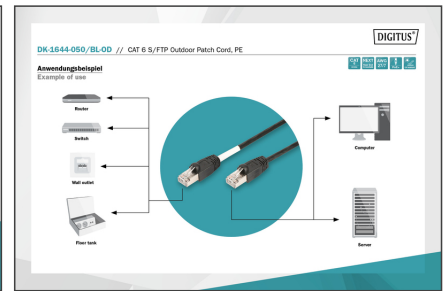 DIGITUS®
DK-1644-050/BL-OD // CAT 6 S/FTP Outdoor Patch Cord, PE
Anwendungsbeispiel
Example of use
Router
Switch
Wall outlet
Floor tank
Computer
Server